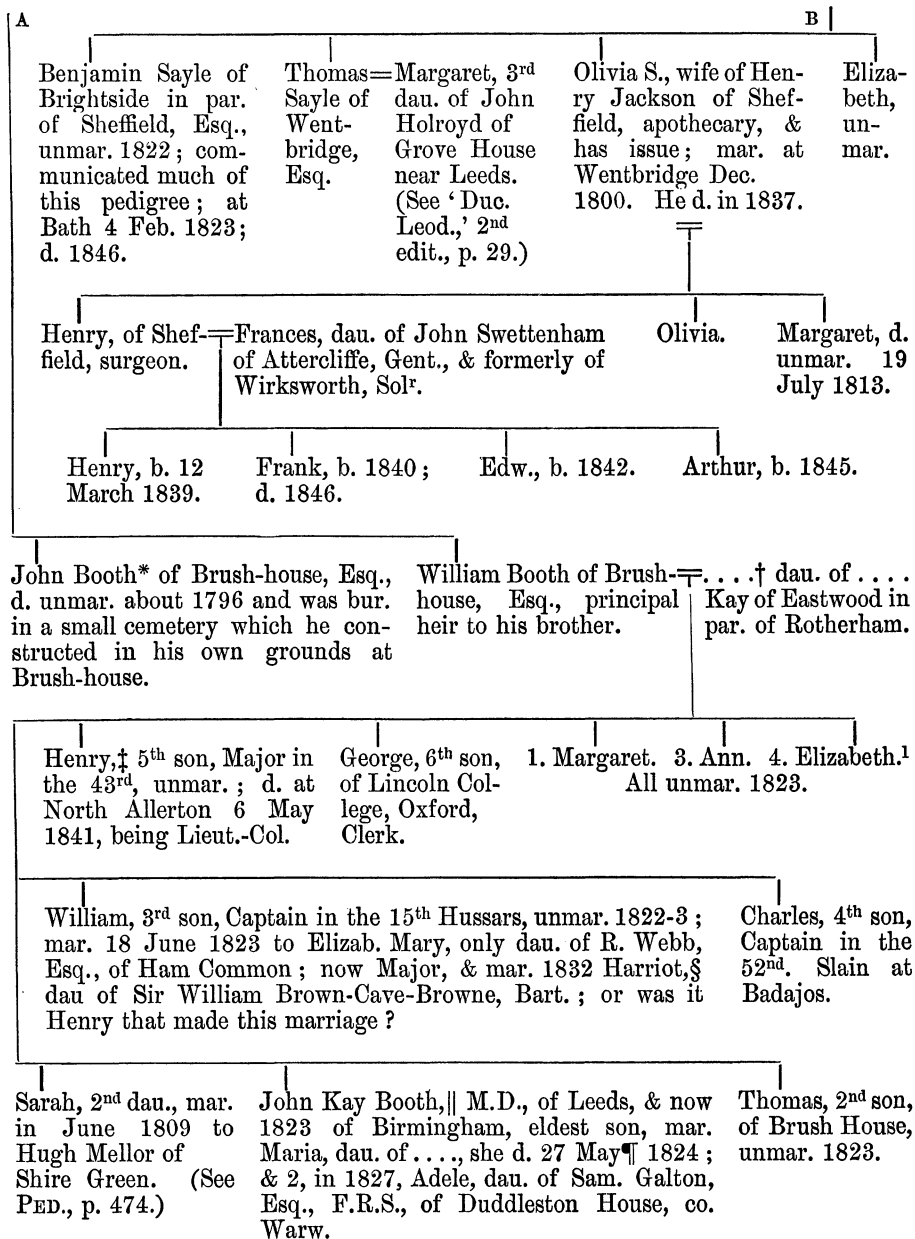 A
B
Benjamin Sayle of
Brightside in par.
of Sheffield, Esq.,
unmar. 1822; com-
municated much of
this pedigree; at
Bath 4 Feb. 1823;
d. 1846.
Thomas=Margaret, 3rd
Sayle of dau. of John
Went- Holroyd of
bridge, Grove House
Esq. near Leeds.
(See ‘Duc.
Leod.,’ 2nd
edit., p. 29.)
Olivia S., wife of Hen-
ry Jackson of Shef-
field, apothecary, &
has issue; mar. at
Wentbridge Dec.
1800. He d. in 1837.
Eliza-
beth,
un-
mar.
Henry, of Shef-
field, surgeon.
Frances, dau. of John Swettenham
of Attercliffe, Gent., & formerly of
Wirksworth, Solr.
Olivia.
Margaret, d.
unmar. 19
July 1813.
Henry, b. 12
March 1839.
Frank, b. 1840;
d. 1846.
Edw., b. 1842.
Arthur, b. 1845.
John Booth* of Brush-house, Esq.,
d. unmar. about 1796 and was bur.
in a small cemetery which he con-
structed in his own grounds at
Brush-house.
William Booth of Brush-
house, Esq., principal
heir to his brother.
. . . .† dau. of . . . .
Kay of Eastwood in
par. of Rotherham.
Henry,‡ 5th son, Major in
the 43rd, unmar.; d. at
North Allerton 6 May
1841, being Lieut.-Col.
George, 6th son,
of Lincoln Col-
lege, Oxford,
Clerk.
1. Margaret. 3. Ann. 4. Elizabeth.1
All unmar. 1823.
William, 3rd son, Captain in the 15th Hussars, unmar. 1822-3;
mar. 18 June 1823 to Elizab. Mary, only dau. of R. Webb,
Esq., of Ham Common; now Major, & mar. 1832 Harriot,§
dau of Sir William Brown-Cave-Browne, Bart.; or was it
Henry that made this marriage?
Charles, 4th son,
Captain in the
52nd. Slain at
Badajos.
Sarah, 2nd dau., mar.
in June 1809 to
Hugh Mellor of
Shire Green. (See
PED., p. 474.)
John Kay Booth,|| M.D., of Leeds, & now
1823 of Birmingham, eldest son, mar.
Maria, dau. of . . . ., she d. 27 May¶ 1824;
& 2, in 1827, Adele, dau. of Sam. Galton,
Esq., F.R.S., of Duddleston House, co.
Warw.
Thomas, 2nd son,
of Brush House,
unmar. 1823.